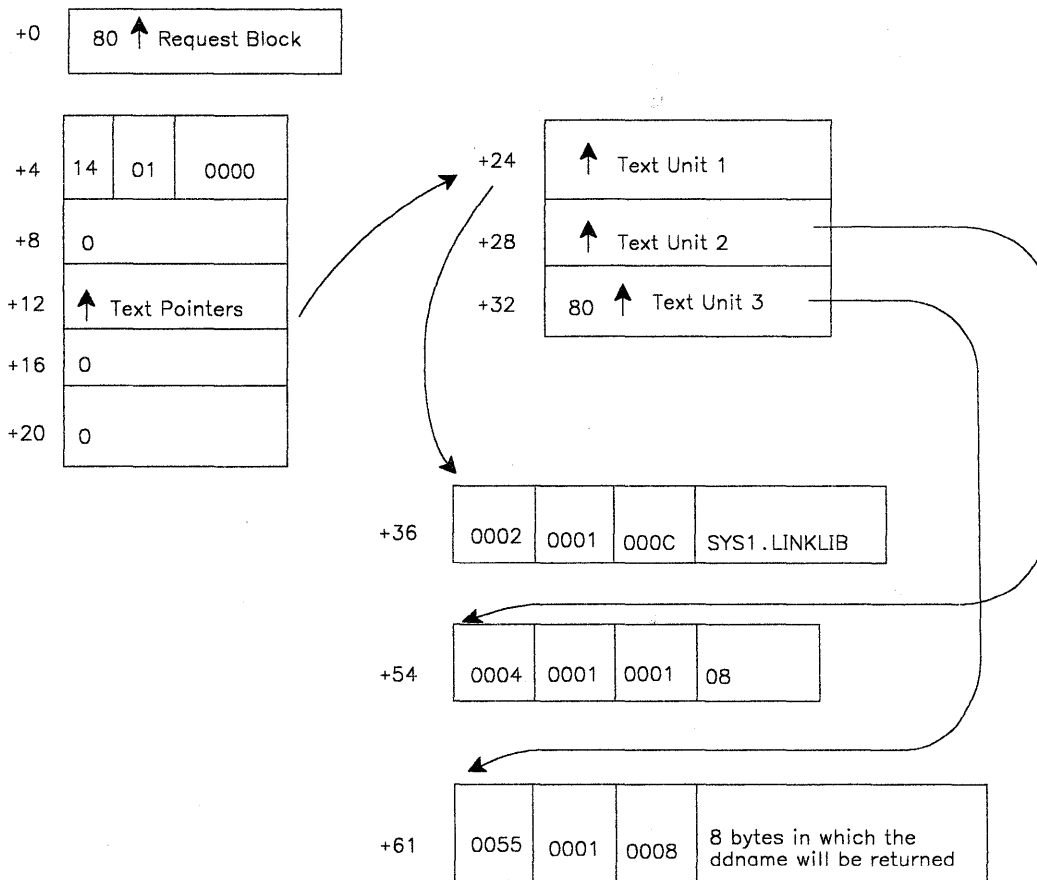 +0 80 Request Block
+4 14 01 0000
+8 0
+12 Text Pointers
+16 0
+20 0
+24 Text Unit 1
+28 Text Unit 2
+32 80 Text Unit 3
+36 0002 0001 000C SYS1.LINKLIB
+54 0004 0001 0001 08
+61 0055 0001 0008 8 bytes in which the
ddname will be returned